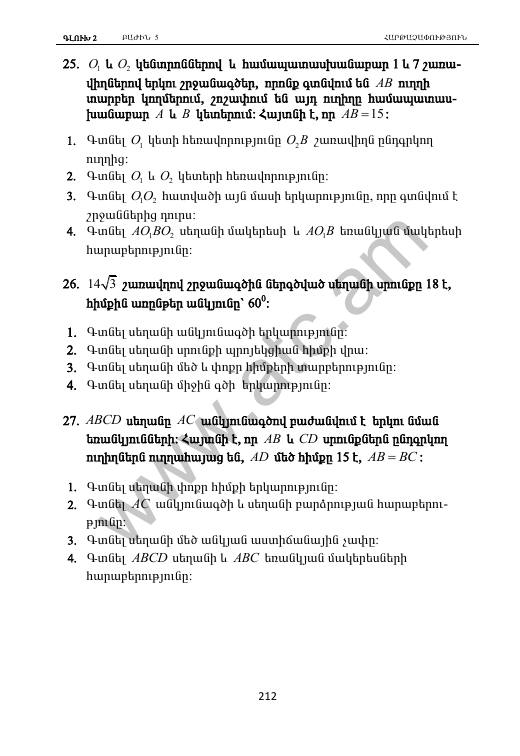 ԳԼՈՒԽ 2 ԲԱԺԻՆ 5 ՀԱՐԹԱՉԱՓՈՒԹՅՈՒՆ
25. O₁ և O₂ կենտրոններով և համապատասխանաբար 1 և 7 շառա-
վիղներով երկու շրջանագծեր, որոնք գտնվում են AB ուղղի
տարբեր կողմերում, շոշափում են այդ ուղիղը համապատաս-
խանաբար A և B կետերում: Հայտնի է, որ AB = 15:
1. Գտնել O₁ կետի հեռավորությունը O₂B շառավիղն ընդգրկող
ուղղից:
2. Գտնել O₁ և O₂ կետերի հեռավորությունը:
3. Գտնել O₁O₂ հատվածի այն մասի երկարությունը, որը գտնվում է
շրջաններից դուրս:
4. Գտնել AO₁BO₂ սեղանի մակերեսի և AO₁B եռանկյան մակերեսի
հարաբերությունը:
26. 14√3 շառավղով շրջանագծին ներգծված սեղանի սրունքը 18 է,
հիմքին առընթեր անկյունը՝ 60⁰:
1. Գտնել սեղանի անկյունագծի երկարությունը:
2. Գտնել սեղանի սրունքի պրոյեկցիան հիմքի վրա:
3. Գտնել սեղանի մեծ և փոքր հիմքերի տարբերությունը:
4. Գտնել սեղանի միջին գծի երկարությունը:
27. ABCD սեղանը AC անկյունագծով բաժանվում է երկու նման
եռանկյունների: Հայտնի է, որ AB և CD սրունքներն ընդգրկող
ուղիղներն ուղղահայաց են, AD մեծ հիմքը 15 է, AB = BC:
1. Գտնել սեղանի փոքր հիմքի երկարությունը:
2. Գտնել AC անկյունագծի և սեղանի բարձրության հարաբերու-
թյունը:
3. Գտնել սեղանի մեծ անկյան աստիճանային չափը:
4. Գտնել ABCD սեղանի և ABC եռանկյան մակերեսների
հարաբերությունը:
www.atc.am
212